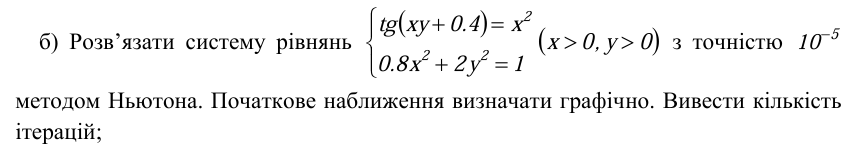 б) Розв’язати систему рівнянь { tg(xy + 0.4) = x² ; 0.8x² + 2y² = 1 (x > 0, y > 0) з точністю 10⁻⁵
методом Ньютона. Початкове наближення визначати графічно. Вивести кількість
ітерацій;